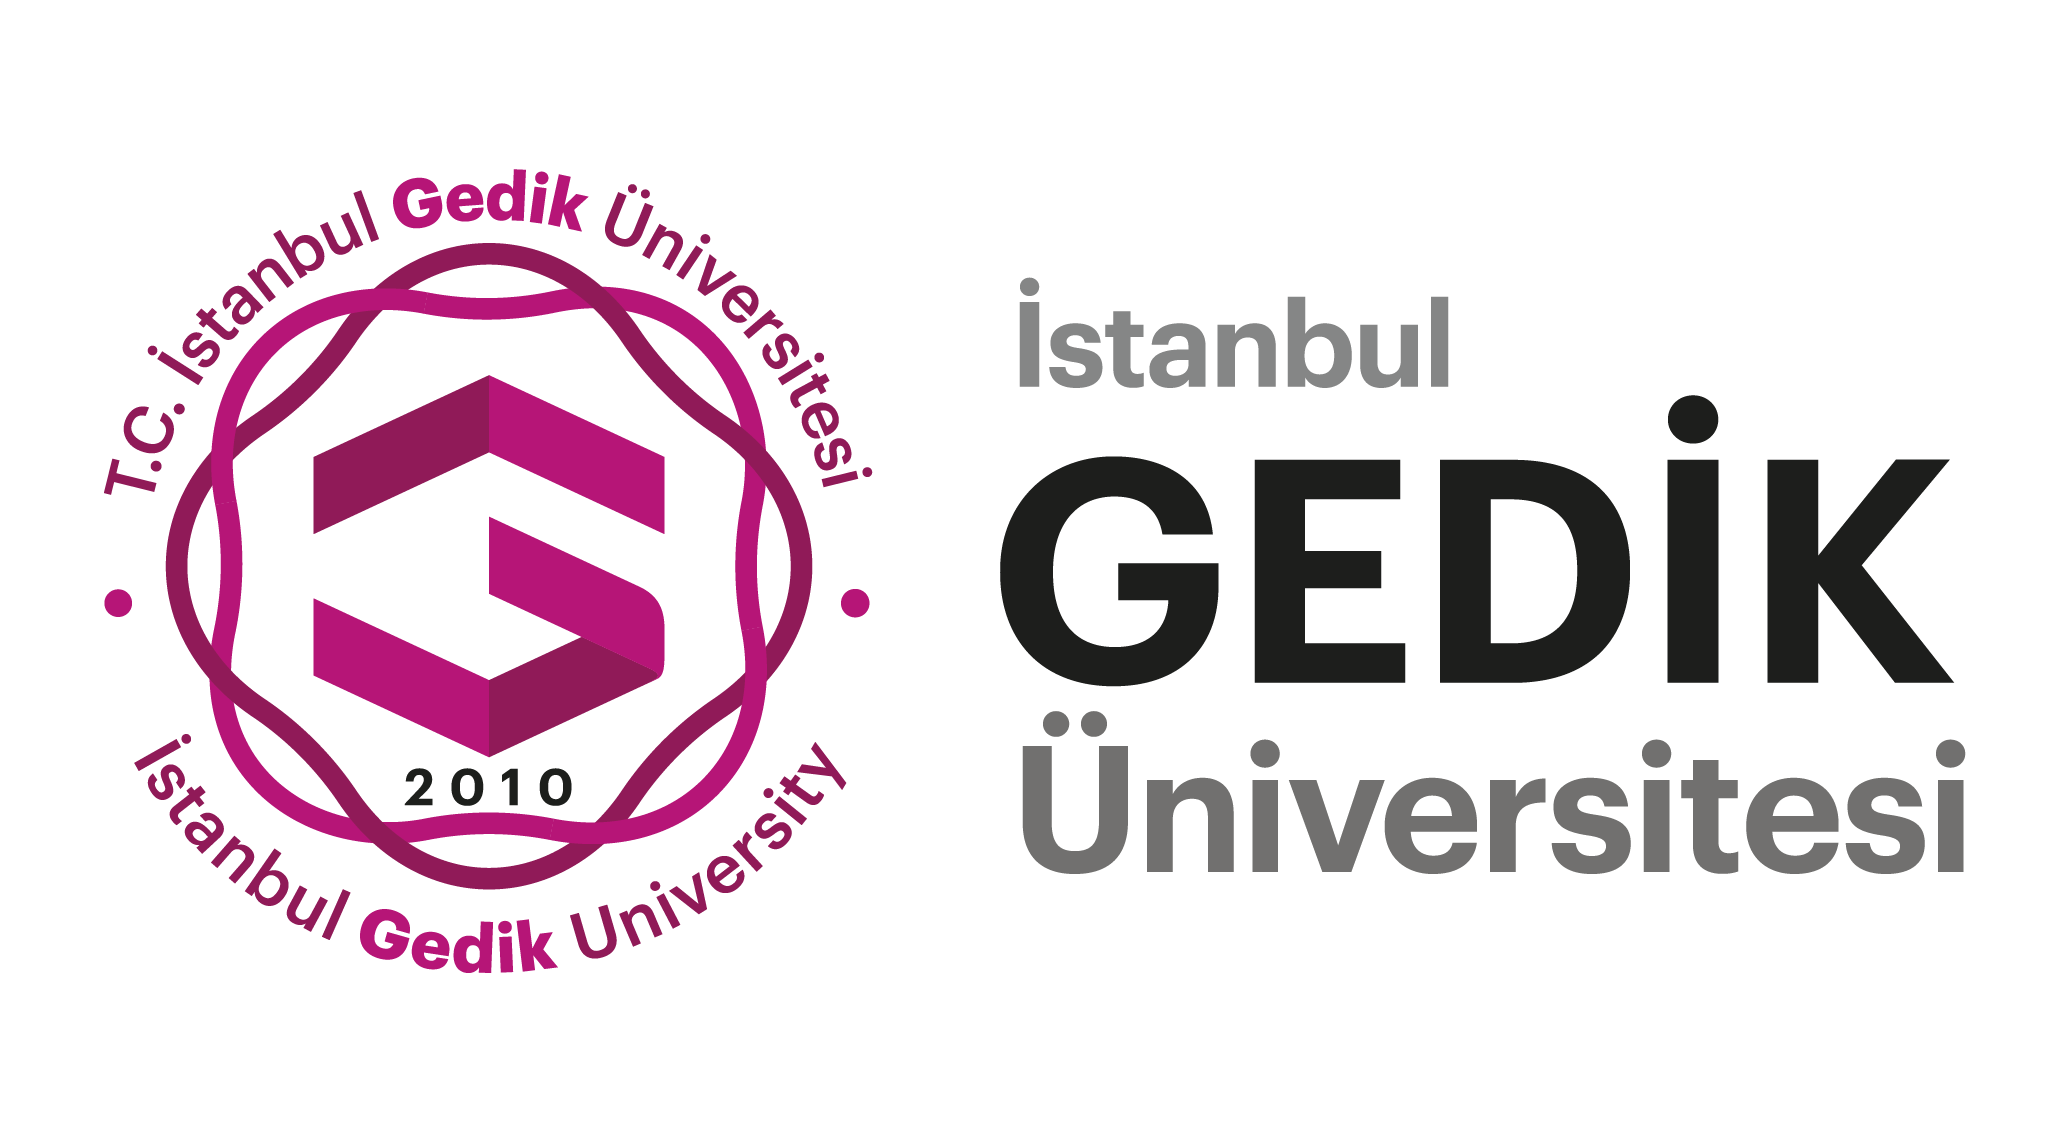 T.C. İstanbul Gedik Üniversitesi
2010
İstanbul Gedik University
İstanbul
GEDİK
Üniversitesi